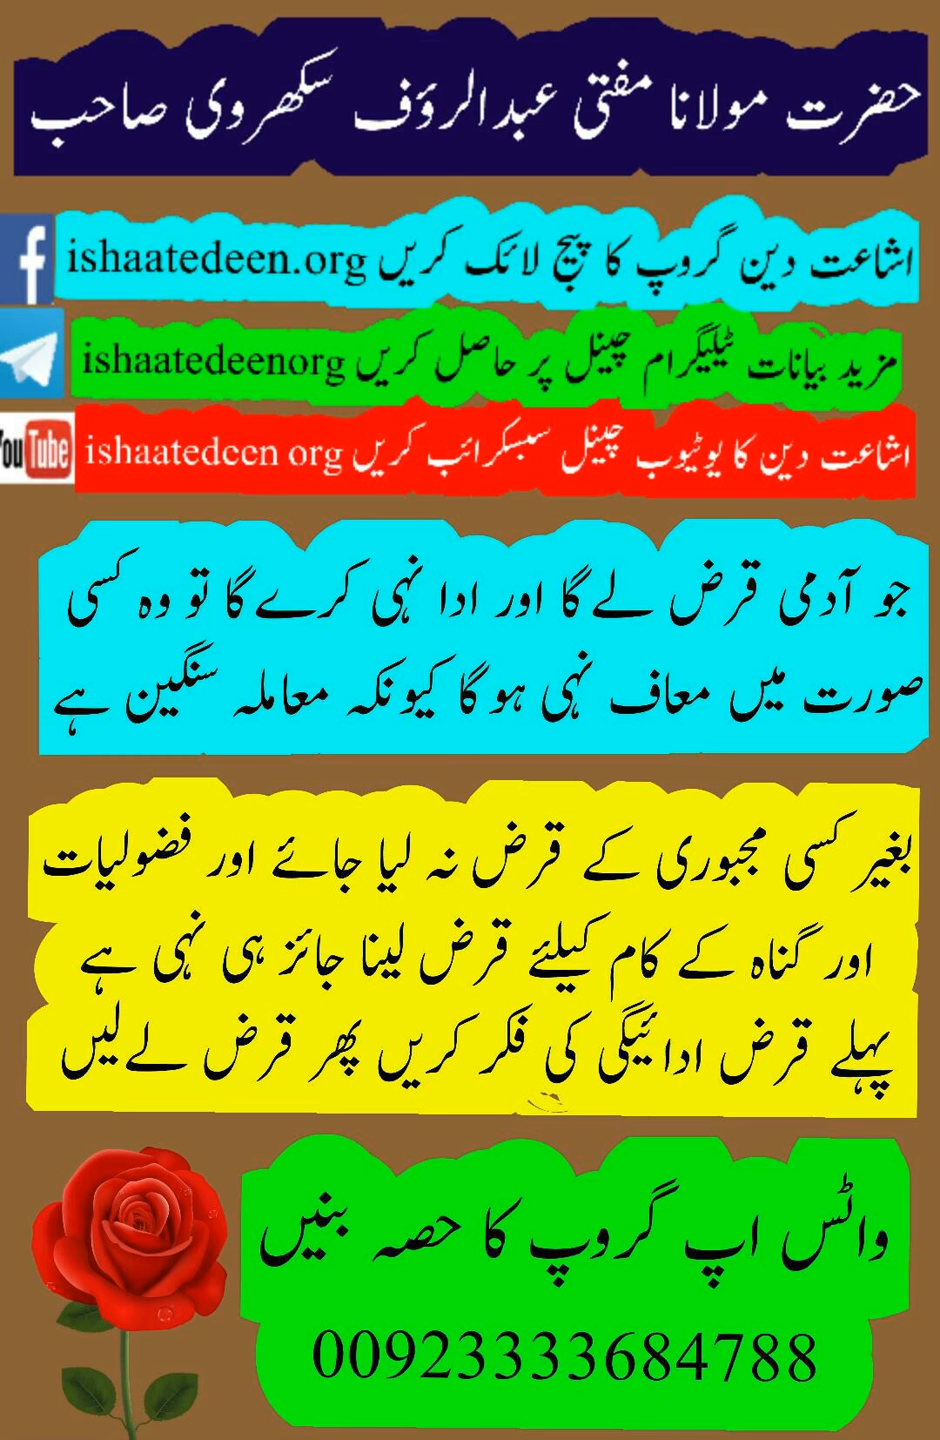 حضرت مولانا مفتی عبدالرؤف سکھروی صاحب
اشاعت دین گروپ کا پیج لائک کریں ishaatedeen.org
مزید بیانات ٹیلیگرام چینل پر حاصل کریں ishaatedeenorg
You Tube
اشاعت دین کا یوٹیوب چینل سبسکرائب کریں ishaatedeen org
جو آدمی قرض لے گا اور ادا نہی کرے گا تو وہ کسی
صورت میں معاف نہی ہوگا کیونکہ معاملہ سنگین ہے
بغیر کسی مجبوری کے قرض نہ لیا جائے اور فضولیات
اور گناہ کے کام کیلئے قرض لینا جائز ہی نہی ہے
پہلے قرض ادائیگی کی فکر کریں پھر قرض لے لیں
واٹس اپ گروپ کا حصہ بنیں
00923333684788